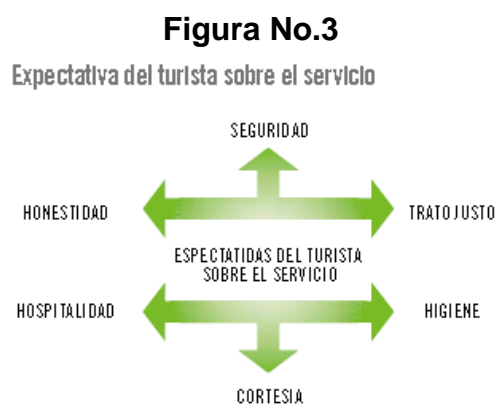 Figura No.3
Expectativa del turista sobre el servicio
SEGURIDAD
HONESTIDAD
TRATO JUSTO
ESPECTATIDAS DEL TURISTA
SOBRE EL SERVICIO
HOSPITALIDAD
HIGIENE
CORTESIA